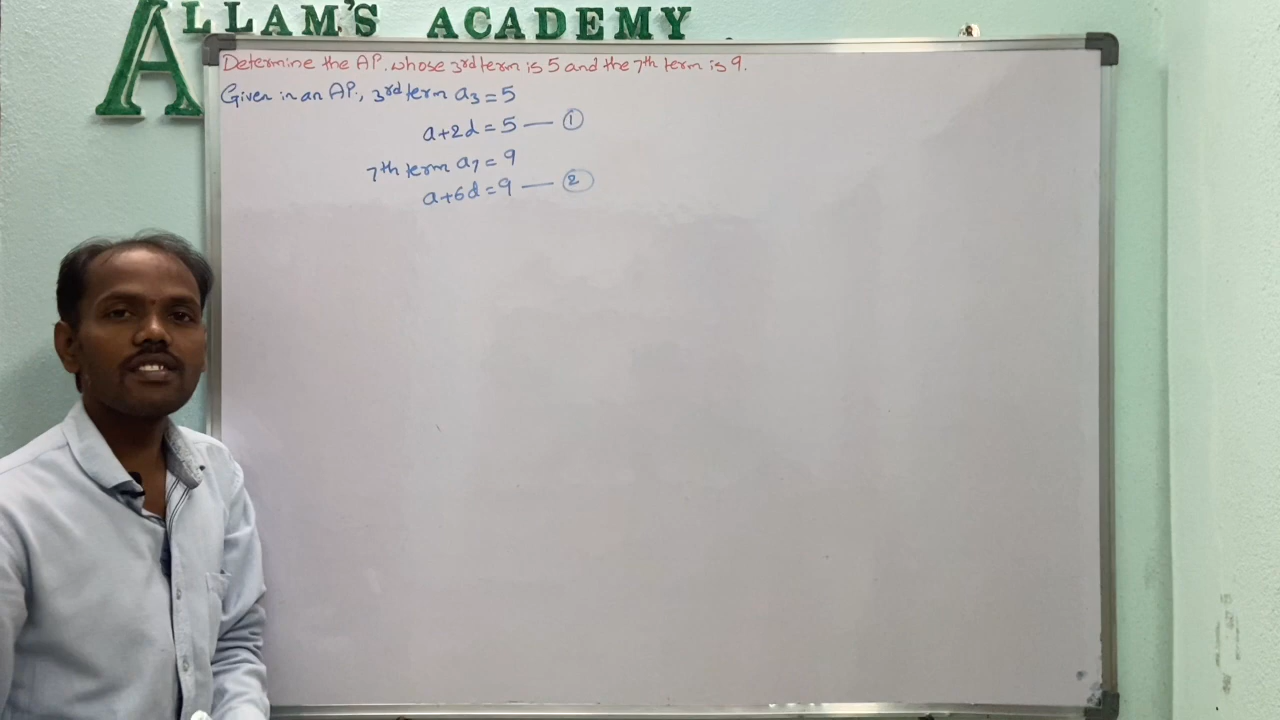 ALLAM'S ACADEMY
Determine the AP. whose 3rd term is 5 and the 7th term is 9.
Given in an AP., 3rd term a₃ = 5
a+2d = 5 — ①
7th term a₇ = 9
a+6d = 9 — ②